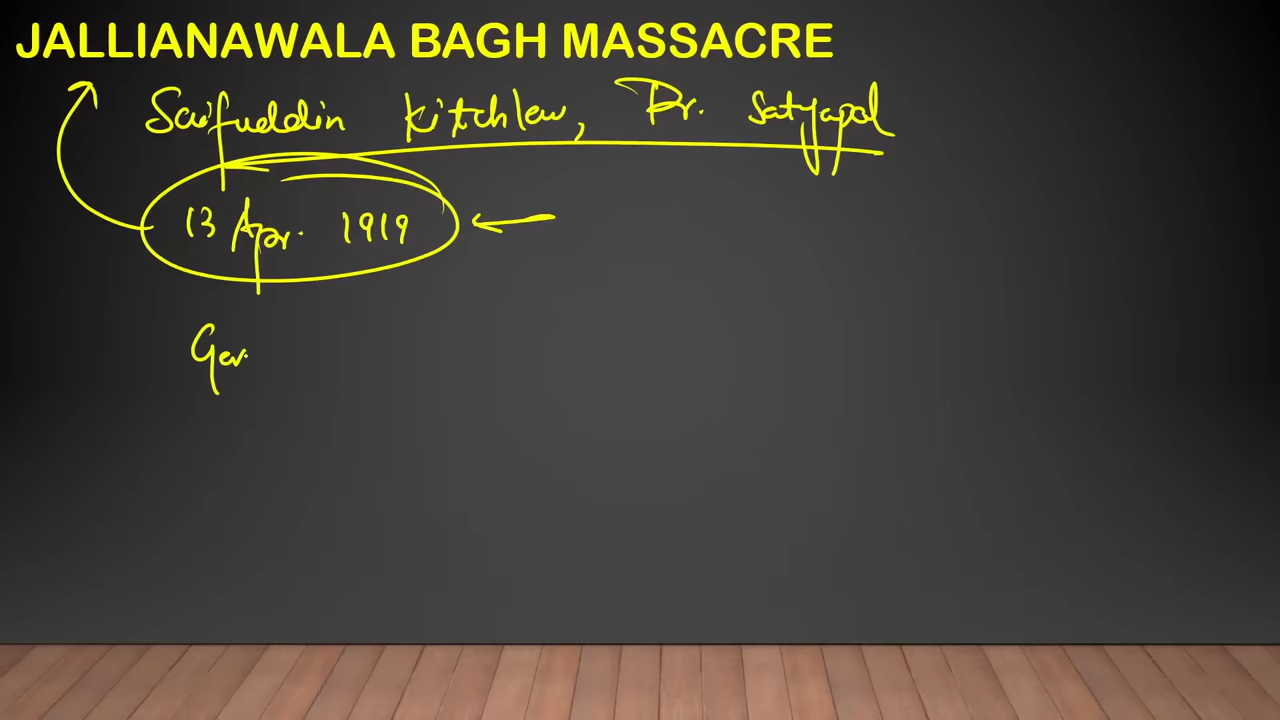 JALLIANAWALA BAGH MASSACRE
Saifuddin Kitchlew, Dr. Satyapal
13 Apr. 1919
Gen.